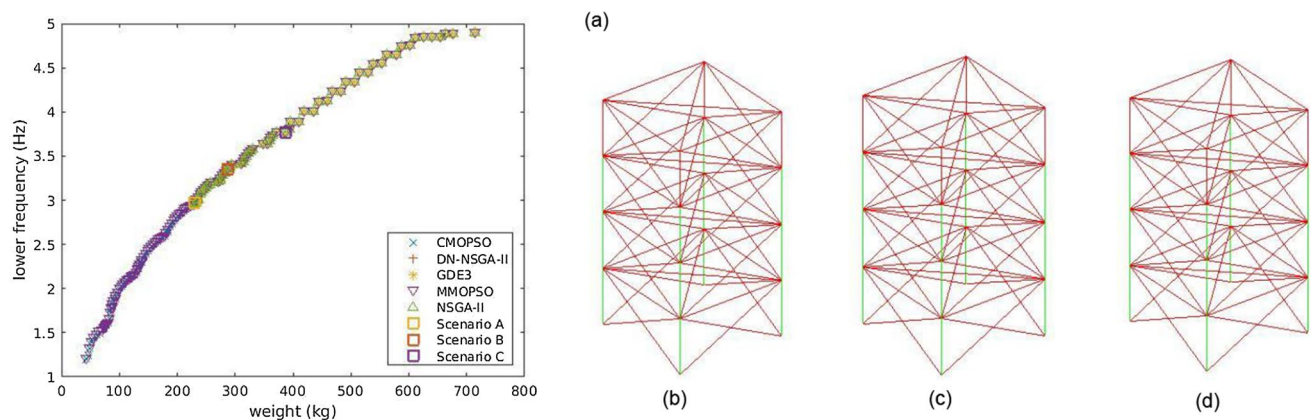 (a)
5
4.5
4
3.5
3
2.5
2
1.5
1
0 100 200 300 400 500 600 700 800
lower frequency (Hz)
weight (kg)
CMOPSO
DN-NSGA-II
GDE3
MMOPSO
NSGA-II
Scenario A
Scenario B
Scenario C
(b) (c) (d)